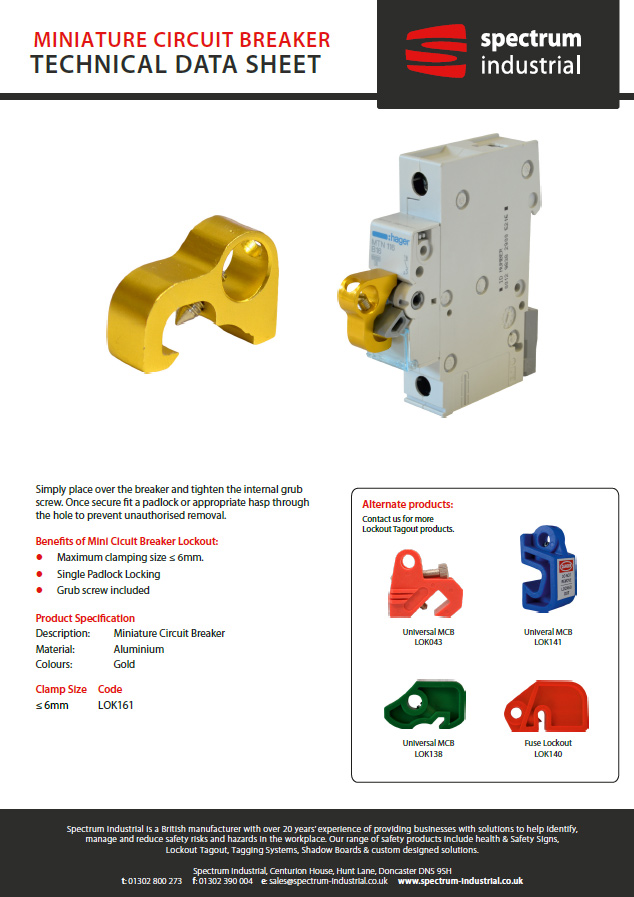 MINIATURE CIRCUIT BREAKER
TECHNICAL DATA SHEET
spectrum
industrial
:hager
MTN 116
ID NUMBER
Simply place over the breaker and tighten the internal grub
screw. Once secure fit a padlock or appropriate hasp through
the hole to prevent unauthorised removal.
Benefits of Mini Cicuit Breaker Lockout:
• Maximum clamping size ≤ 6mm.
• Single Padlock Locking
• Grub screw included
Product Specification
Description: Miniature Circuit Breaker
Material: Aluminium
Colours: Gold
Clamp Size Code
≤ 6mm LOK161
Alternate products:
Contact us for more
Lockout Tagout products.
DANGER
DO NOT
Universal MCB
LOK043
Univeral MCB
LOK141
Universal MCB
LOK138
Fuse Lockout
LOK140
Spectrum Industrial is a British manufacturer with over 20 years' experience of providing businesses with solutions to help identify,
manage and reduce safety risks and hazards in the workplace. Our range of safety products include health & Safety Signs,
Lockout Tagout, Tagging Systems, Shadow Boards & custom designed solutions.
Spectrum Industrial, Centurion House, Hunt Lane, Doncaster DN5 9SH
t: 01302 800 273 f: 01302 390 004 e: sales@spectrum-industrial.co.uk www.spectrum-industrial.co.uk